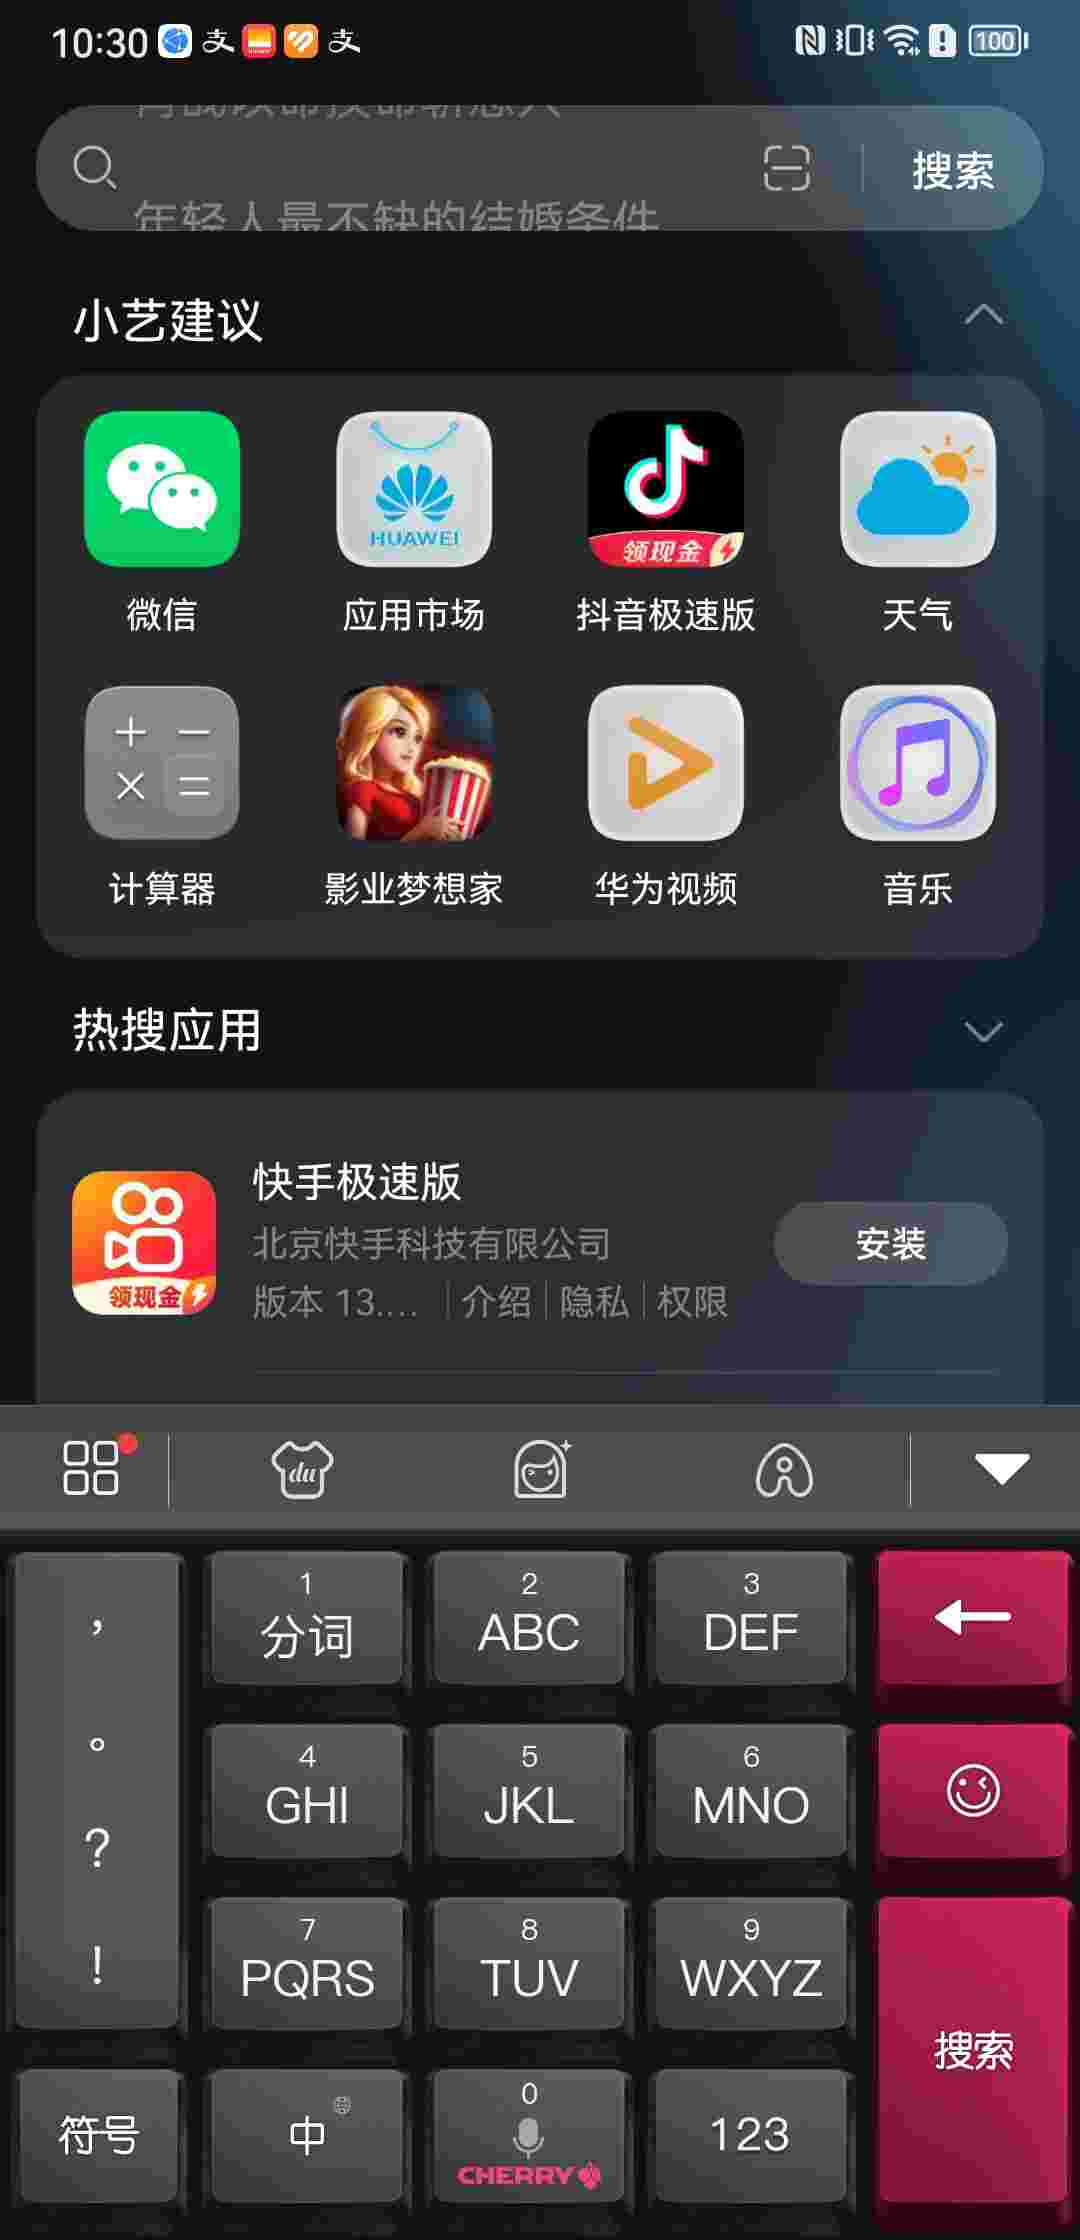 10:30
100
年轻人最不缺的结婚条件
搜索
小艺建议
HUAWEI
领现金
微信
应用市场
抖音极速版
天气
计算器
影业梦想家
华为视频
音乐
热搜应用
快手极速版
北京快手科技有限公司
安装
领现金
版本 13.... | 介绍 | 隐私 | 权限
du
,
。
?
!
1
分词
2
ABC
3
DEF
4
GHI
5
JKL
6
MNO
7
PQRS
8
TUV
9
WXYZ
搜索
符号
中
0
CHERRY
123